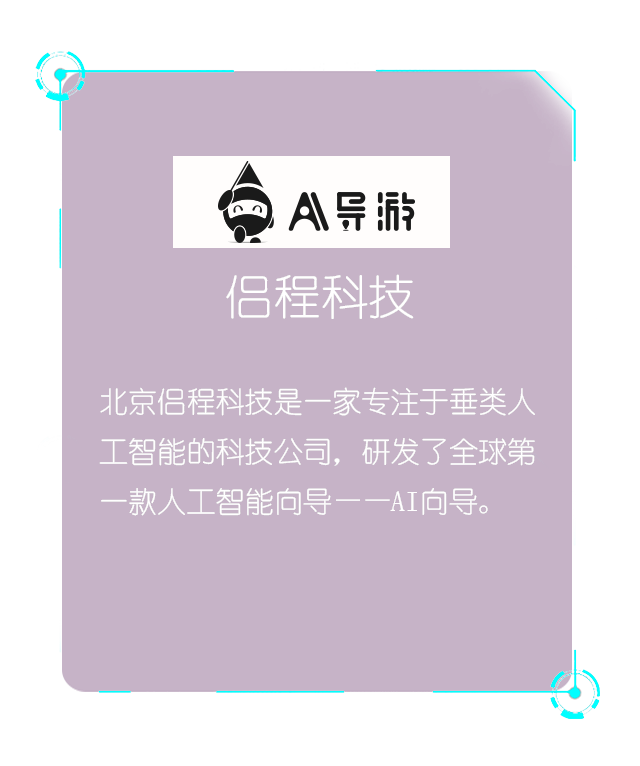 AI导游
侣程科技
北京侣程科技是一家专注于垂类人
工智能的科技公司，研发了全球第
一款人工智能向导——AI向导。